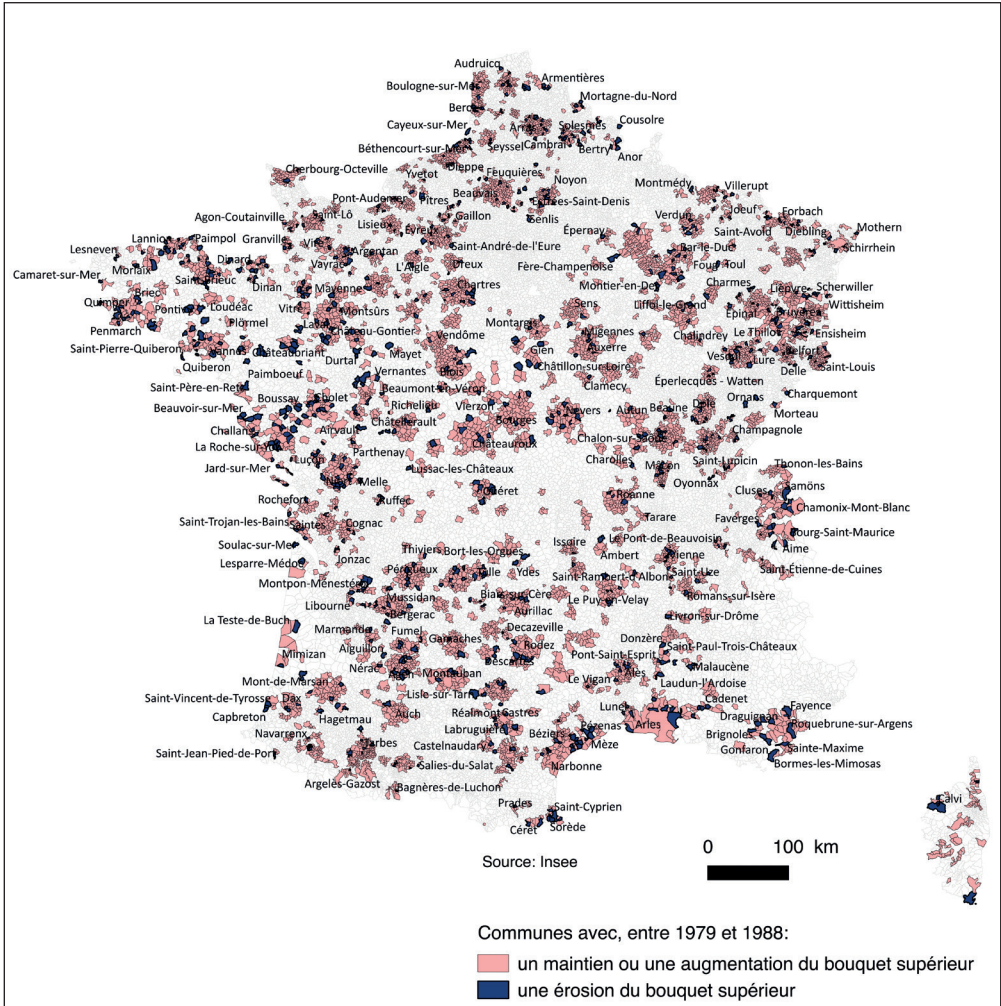 Audruicq
Armentières
Boulogne-sur-Mer
Mortagne-du-Nord
Berck
Cayeux-sur-Mer
Arras
Solesmes
Cousolre
Béthencourt-sur-Mer
Seyssel
Cambrai
Bertry
Anor
Cherbourg-Octeville
Yvetot
Dieppe
Feuquières
Noyon
Montmédy
Villerupt
Pont-Audemer
Pitres
Beauvais
Estrées-Saint-Denis
Verdun
Joeuf
Forbach
Agon-Coutainville
Saint-Lô
Lisieux
Gaillon
Senlis
Saint-Avold
Diebling
Mothern
Lesneven
Lannion
Paimpol
Granville
Vire
Évreux
Saint-André-de-l'Eure
Épernay
Bar-le-Duc
Schirrhein
Dinard
Argentan
Camaret-sur-Mer
Morlaix
Saint-Brieuc
Vayrac
L'Aigle
Dreux
Fère-Champenoise
Foug
Toul
Dinan
Mayenne
Chartres
Montier-en-Der
Charmes
Lièpvre
Scherwiller
Quimper
Briec
Pontivy
Loudéac
Vitré
Montsûrs
Sens
Liffol-le-Grand
Épinal
Bruyères
Wittisheim
Penmarch
Plörmel
Laval
Château-Gontier
Vendôme
Montargis
Migennes
Chalindrey
Le Thillot
Ensisheim
Saint-Pierre-Quiberon
Vannes
Châteaubriant
Durtal
Mayet
Gien
Auxerre
Vesoul
Lure
Belfort
Quiberon
Paimboeuf
Vernantes
Blois
Châtillon-sur-Loire
Delle
Saint-Louis
Saint-Père-en-Retz
Beaumont-en-Véron
Clamecy
Éperlecques - Watten
Charquemont
Beauvoir-sur-Mer
Boussay
Cholet
Richelieu
Vierzon
Nevers
Autun
Beaune
Dole
Ornans
Morteau
Challans
Airvault
Châtellerault
Bourges
Chalon-sur-Saône
Champagnole
La Roche-sur-Yon
Parthenay
Châteauroux
Charolles
Saint-Lupicin
Jard-sur-Mer
Luçon
Niort
Melle
Lussac-les-Châteaux
Mâcon
Oyonnax
Thonon-les-Bains
Rochefort
Ruffec
Guéret
Roanne
Cluses
Samöns
Chamonix-Mont-Blanc
Saint-Trojan-les-Bains
Saintes
Cognac
Tarare
Faverges
Bourg-Saint-Maurice
Soulac-sur-Mer
Jonzac
Thiviers
Bort-les-Orgues
Issoire
Le Pont-de-Beauvoisin
Aime
Lesparre-Médoc
Périgueux
Tulle
Ydes
Ambert
Vienne
Saint-Étienne-de-Cuines
Montpon-Ménestérol
Mussidan
Biars-sur-Cère
Saint-Rambert-d'Albon
Saint-Uze
Libourne
Bergerac
Aurillac
Le Puy-en-Velay
Romans-sur-Isère
La Teste-de-Buch
Marmande
Fumel
Gamaches
Decazeville
Livron-sur-Drôme
Mimizan
Aiguillon
Descartes
Rodez
Donzère
Saint-Paul-Trois-Châteaux
Nérac
Agen
Montauban
Pont-Saint-Esprit
Alès
Malaucène
Mont-de-Marsan
Le Vigan
Laudun-l'Ardoise
Saint-Vincent-de-Tyrosse
Dax
Lisle-sur-Tarn
Lunel
Cadenet
Fayence
Capbreton
Hagetmau
Auch
Réalmont
Castres
Pézenas
Arles
Draguignan
Roquebrune-sur-Argens
Navarrenx
Labruguière
Béziers
Brignoles
Saint-Jean-Pied-de-Port
Tarbes
Castelnaudary
Mèze
Gonfaron
Sainte-Maxime
Salies-du-Salat
Narbonne
Bormes-les-Mimosas
Argelès-Gazost
Bagnères-de-Luchon
Prades
Saint-Cyprien
Calvi
Céret
Sorède
Source: Insee
0 100 km
Communes avec, entre 1979 et 1988:
un maintien ou une augmentation du bouquet supérieur
une érosion du bouquet supérieur